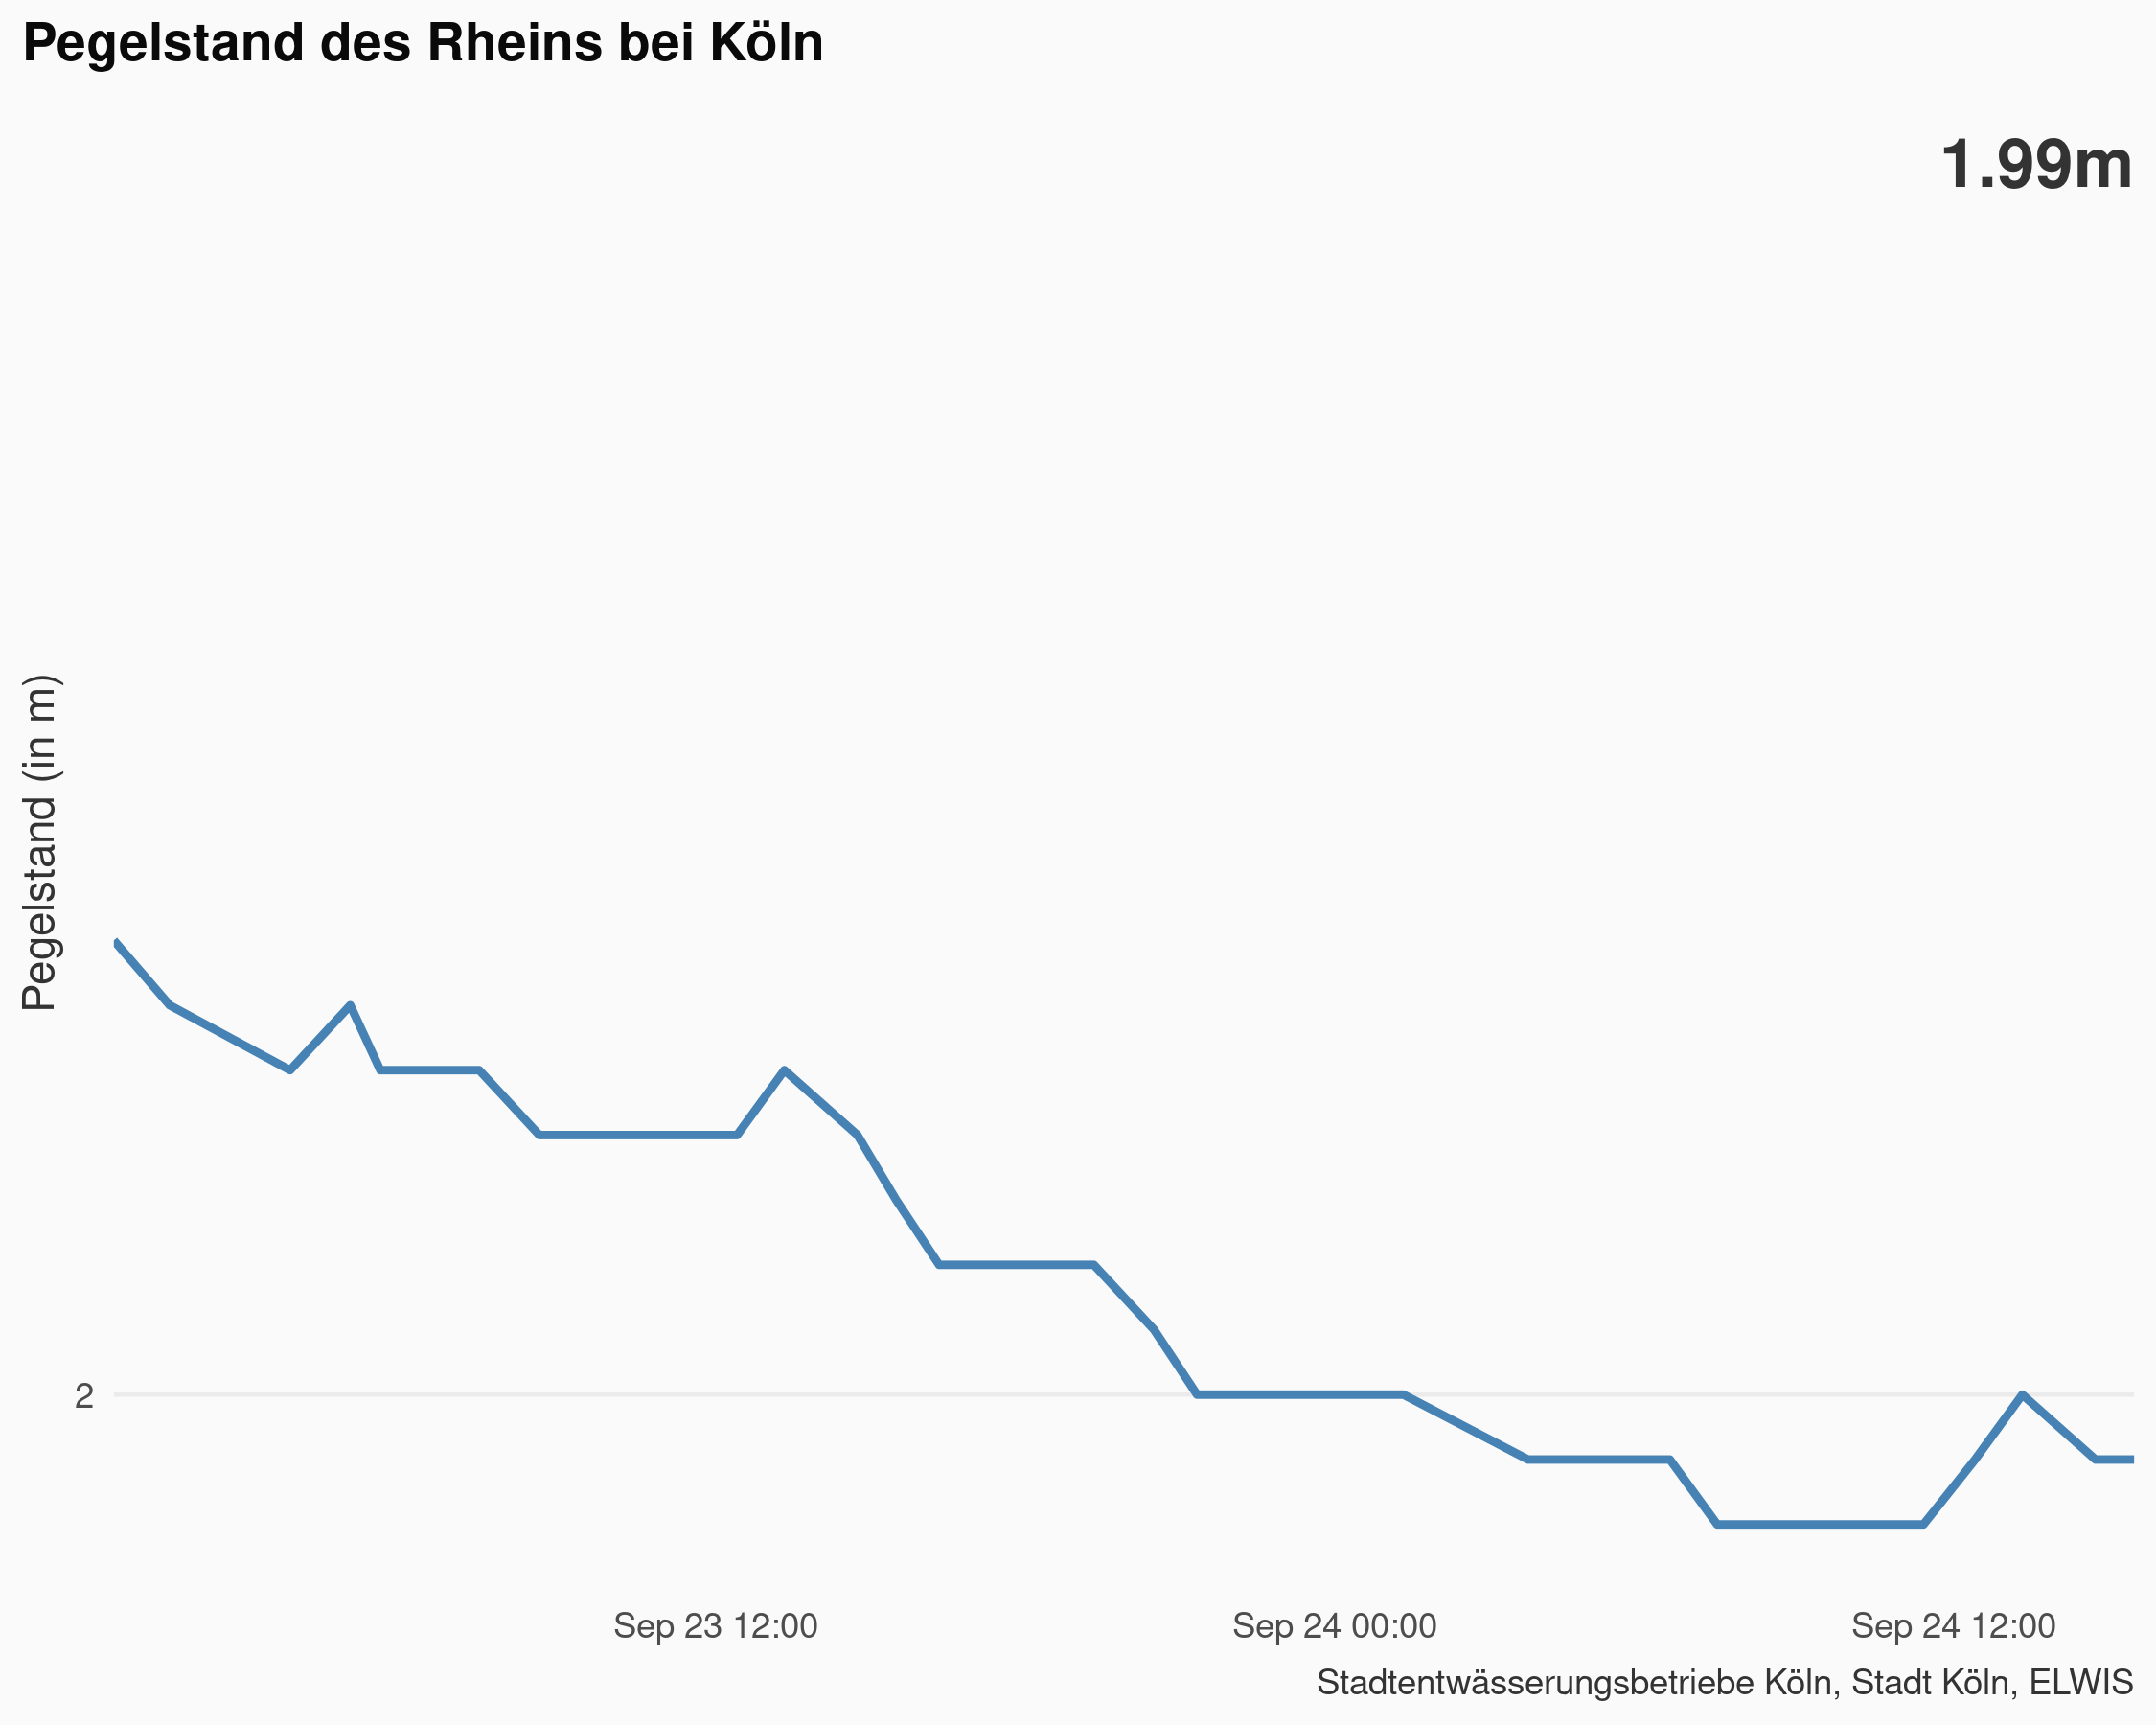 Pegelstand des Rheins bei Köln
1.99m
Pegelstand (in m)
2
Sep 23 12:00
Sep 24 00:00
Sep 24 12:00
Stadtentwässerungsbetriebe Köln, Stadt Köln, ELWIS